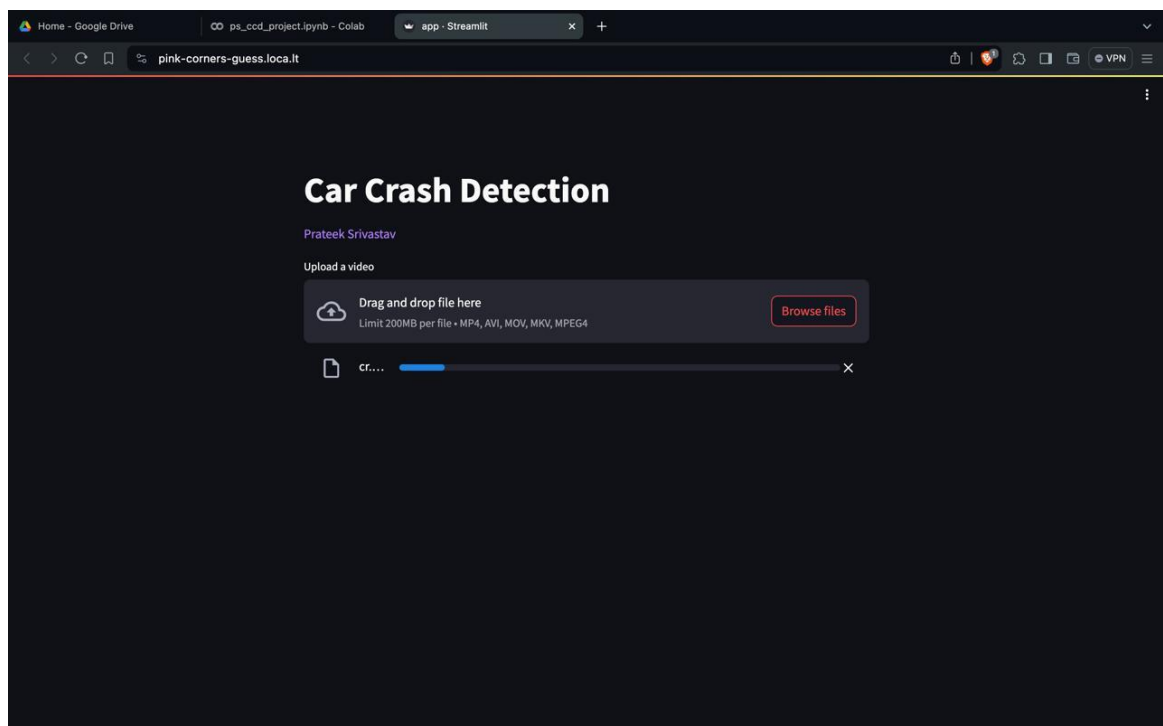 Home - Google Drive
ps_ccd_project.ipynb - Colab
app · Streamlit
pink-corners-guess.loca.lt
1
VPN
Car Crash Detection
Prateek Srivastav
Upload a video
Drag and drop file here
Limit 200MB per file • MP4, AVI, MOV, MKV, MPEG4
Browse files
cr....